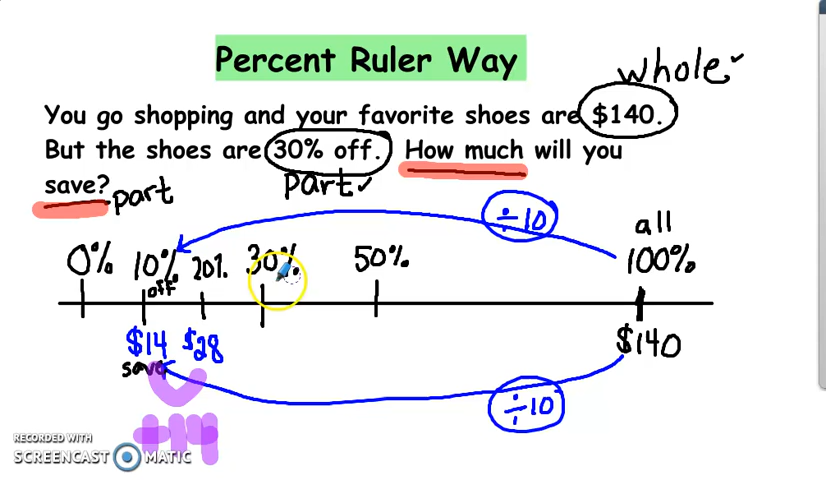 Percent Ruler Way
whole
You go shopping and your favorite shoes are $140.
But the shoes are 30% off. How much will you
save? part
part
÷10
all
0% 10% 20% 30% 50% 100%
off
$14 $28 $140
save
÷10
+14
RECORDED WITH
SCREENCAST MATIC